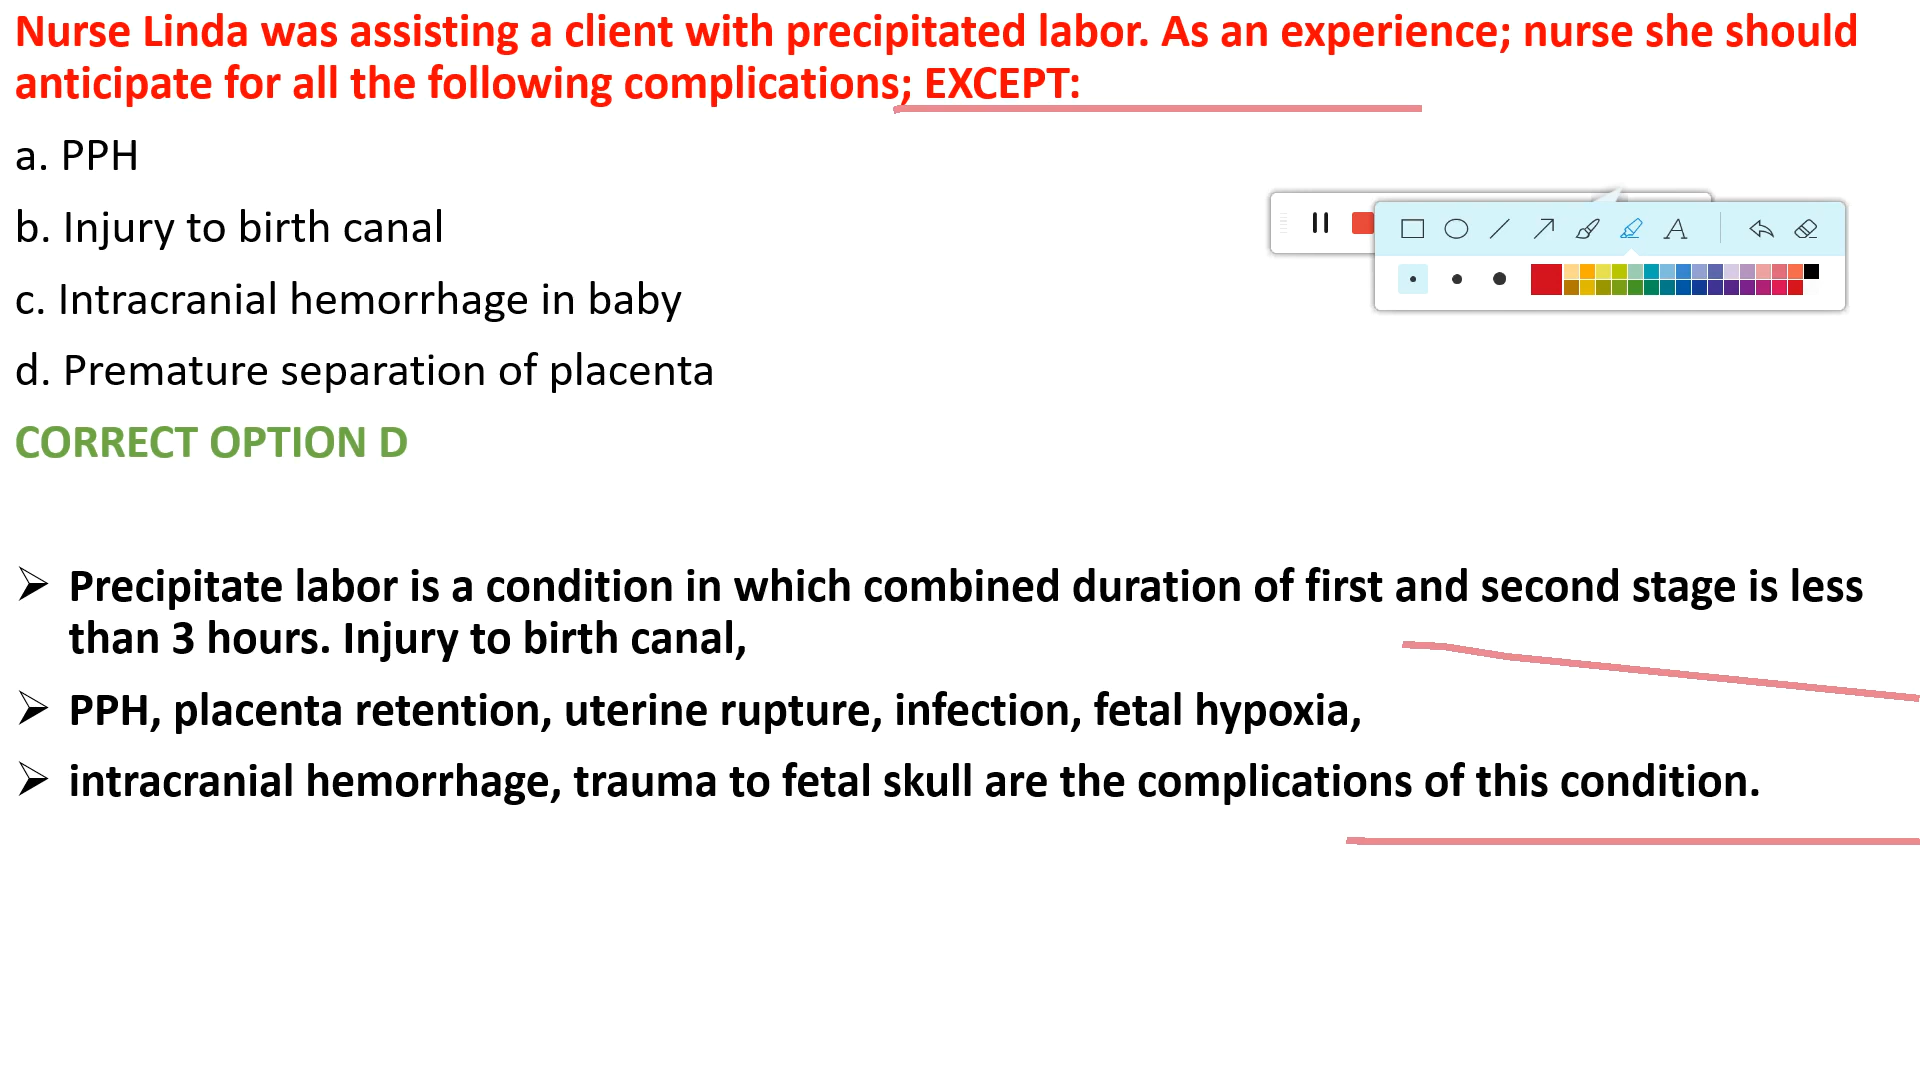 Nurse Linda was assisting a client with precipitated labor. As an experience; nurse she should
anticipate for all the following complications; EXCEPT:
a. PPH
b. Injury to birth canal
c. Intracranial hemorrhage in baby
d. Premature separation of placenta
CORRECT OPTION D
➢ Precipitate labor is a condition in which combined duration of first and second stage is less
than 3 hours. Injury to birth canal,
➢ PPH, placenta retention, uterine rupture, infection, fetal hypoxia,
➢ intracranial hemorrhage, trauma to fetal skull are the complications of this condition.